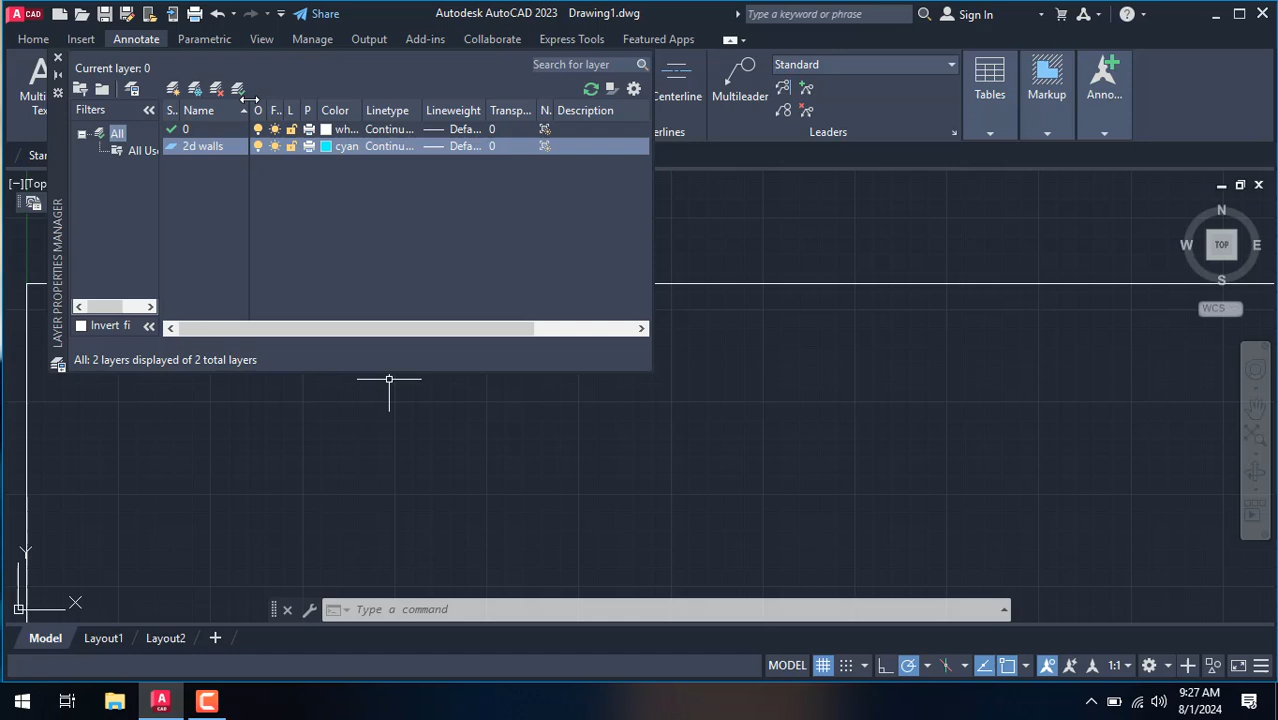 A CAD
Share
Autodesk AutoCAD 2023 Drawing1.dwg
Type a keyword or phrase
Sign In
Home Insert Annotate Parametric View Manage Output Add-ins Collaborate Express Tools Featured Apps
Current layer: 0
Search for layer
Standard
Multileader
Tables
Markup
Anno...
Leaders
Filters
S.. Name O F.. L P Color Linetype Lineweight Transp... N. Description
All
0 wh... Continu... Defa... 0
All Us
2d walls cyan Continu... Defa... 0
[−][Top
LAYER PROPERTIES MANAGER
Invert fi
All: 2 layers displayed of 2 total layers
N
W TOP E
S
WCS
Y
X
Type a command
Model Layout1 Layout2 +
MODEL
1:1
9:27 AM
8/1/2024